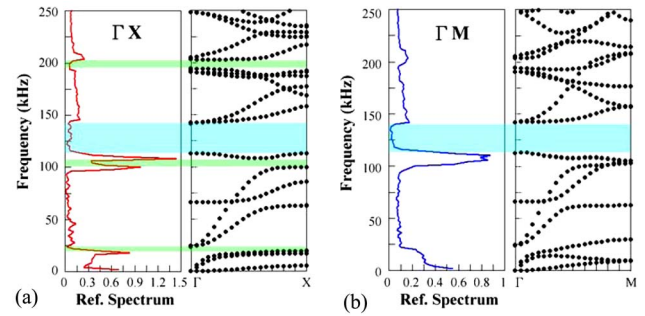 Γ X
Frequency (kHz)
250
200
150
100
50
0
0 0.3 0.6 0.9 1.2 1.5
Ref. Spectrum
Γ X
(a)
Γ M
Frequency (kHz)
250
200
150
100
50
0
0 0.2 0.4 0.6 0.8 1
Ref. Spectrum
Γ M
(b)